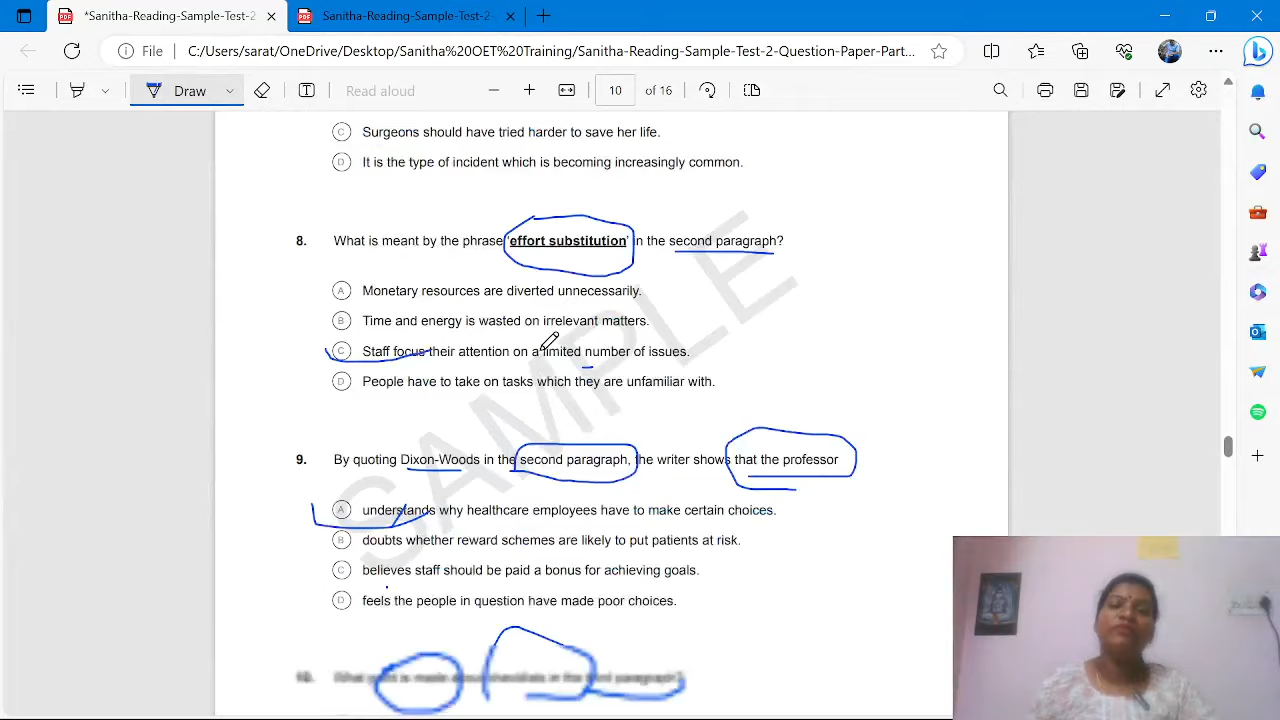 *Sanitha-Reading-Sample-Test-2
Sanitha-Reading-Sample-Test-2-
File
C:/Users/sarat/OneDrive/Desktop/Sanitha%20OET%20Training/Sanitha-Reading-Sample-Test-2-Question-Paper-Part...
Draw
Read aloud
10
of 16
C Surgeons should have tried harder to save her life.
D It is the type of incident which is becoming increasingly common.
8. What is meant by the phrase 'effort substitution' in the second paragraph?
A Monetary resources are diverted unnecessarily.
B Time and energy is wasted on irrelevant matters.
C Staff focus their attention on a limited number of issues.
D People have to take on tasks which they are unfamiliar with.
9. By quoting Dixon-Woods in the second paragraph, the writer shows that the professor
A understands why healthcare employees have to make certain choices.
B doubts whether reward schemes are likely to put patients at risk.
C believes staff should be paid a bonus for achieving goals.
D feels the people in question have made poor choices.
SAMPLE